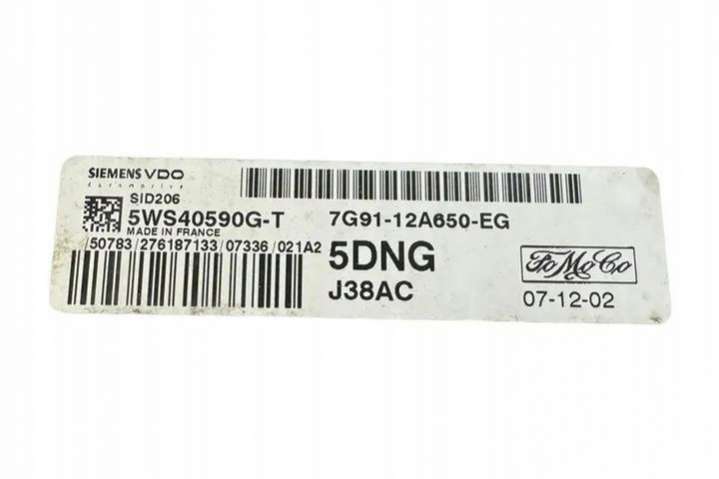 SIEMENS VDO
Automotive
SID206
5WS40590G-T 7G91-12A650-EG
MADE IN FRANCE
/50783/276187133/07336/021A2
5DNG
FoMoCo
J38AC
07-12-02